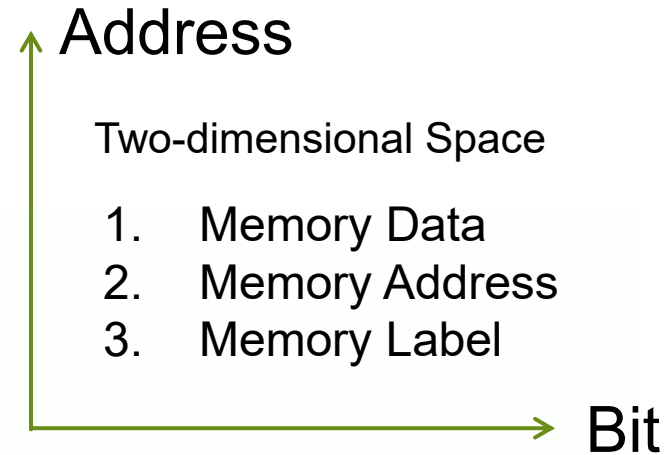 Address
Two-dimensional Space
1. Memory Data
2. Memory Address
3. Memory Label
Bit